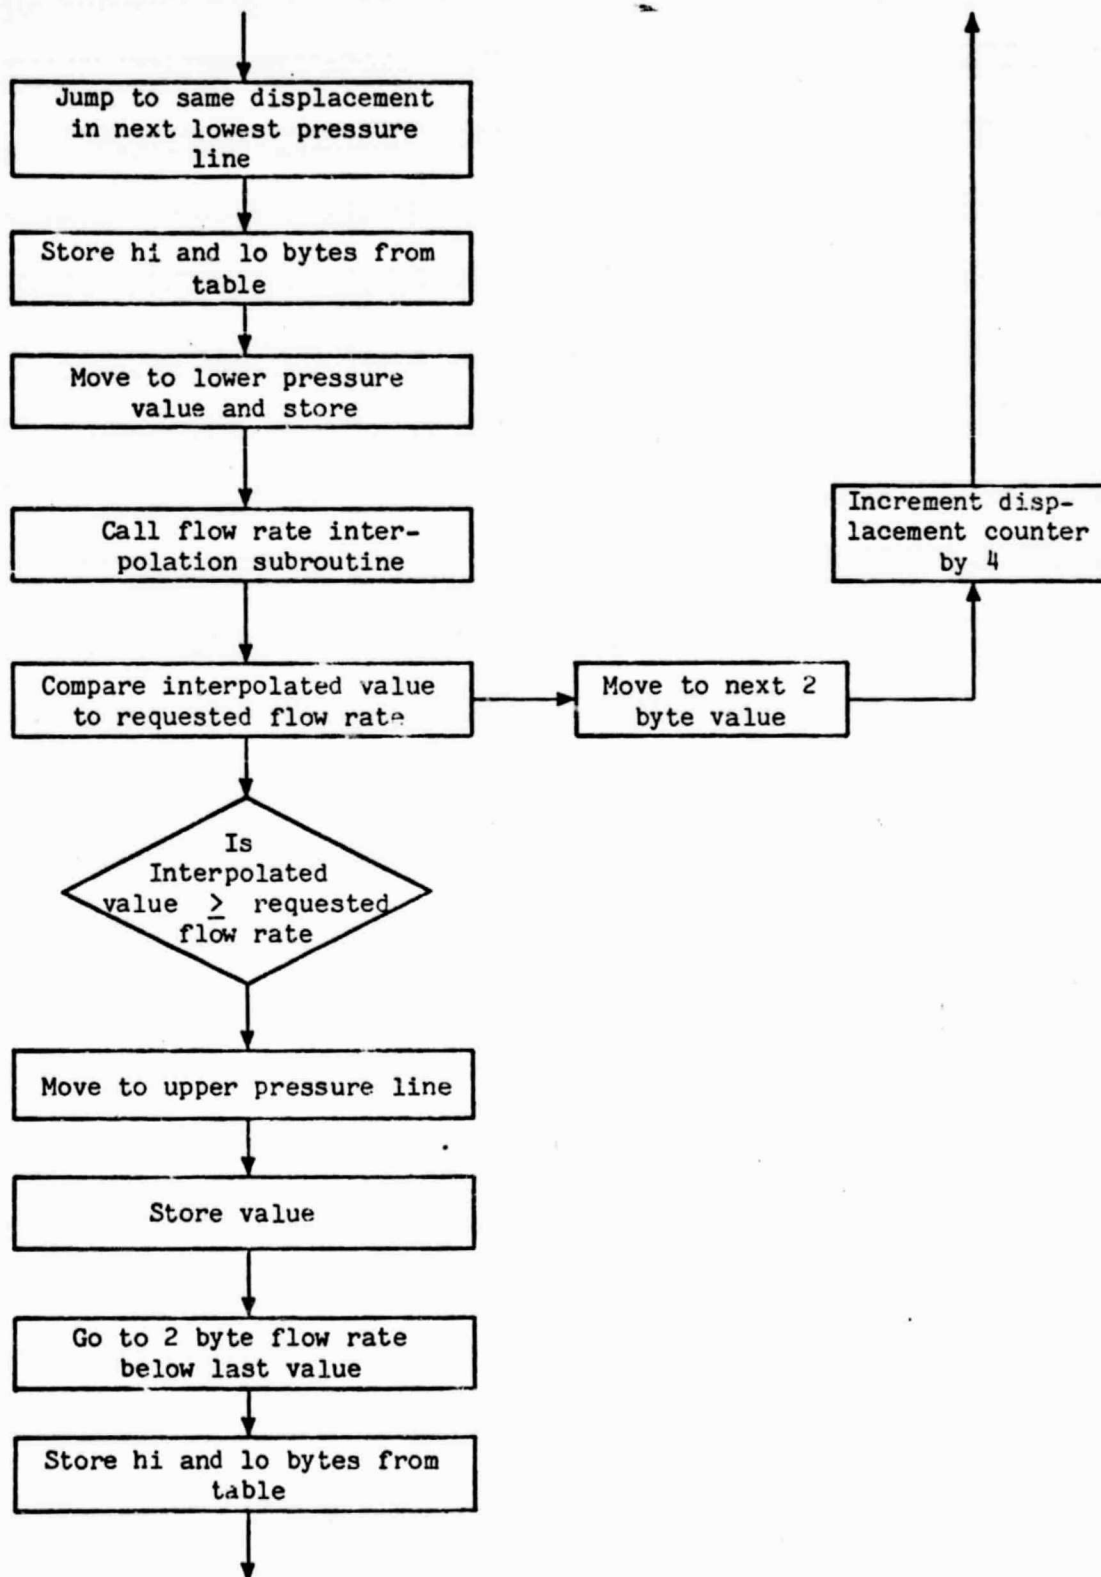 Jump to same displacement
in next lowest pressure
line
Store hi and lo bytes from
table
Move to lower pressure
value and store
Call flow rate inter-
polation subroutine
Compare interpolated value
to requested flow rate
Move to next 2
byte value
Increment disp-
lacement counter
by 4
Is
Interpolated
value ≥ requested
flow rate
Move to upper pressure line
Store value
Go to 2 byte flow rate
below last value
Store hi and lo bytes from
table